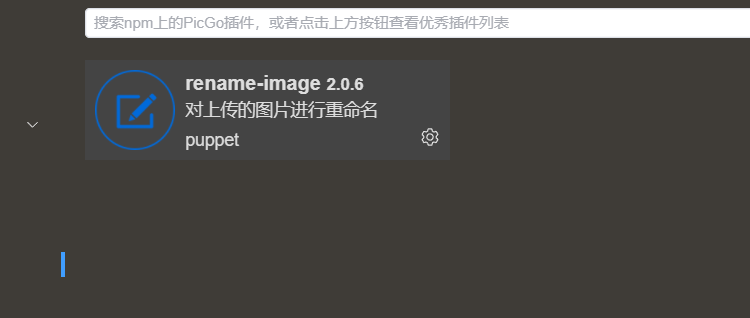 搜索npm上的PicGo插件，或者点击上方按钮查看优秀插件列表
rename-image 2.0.6
对上传的图片进行重命名
puppet